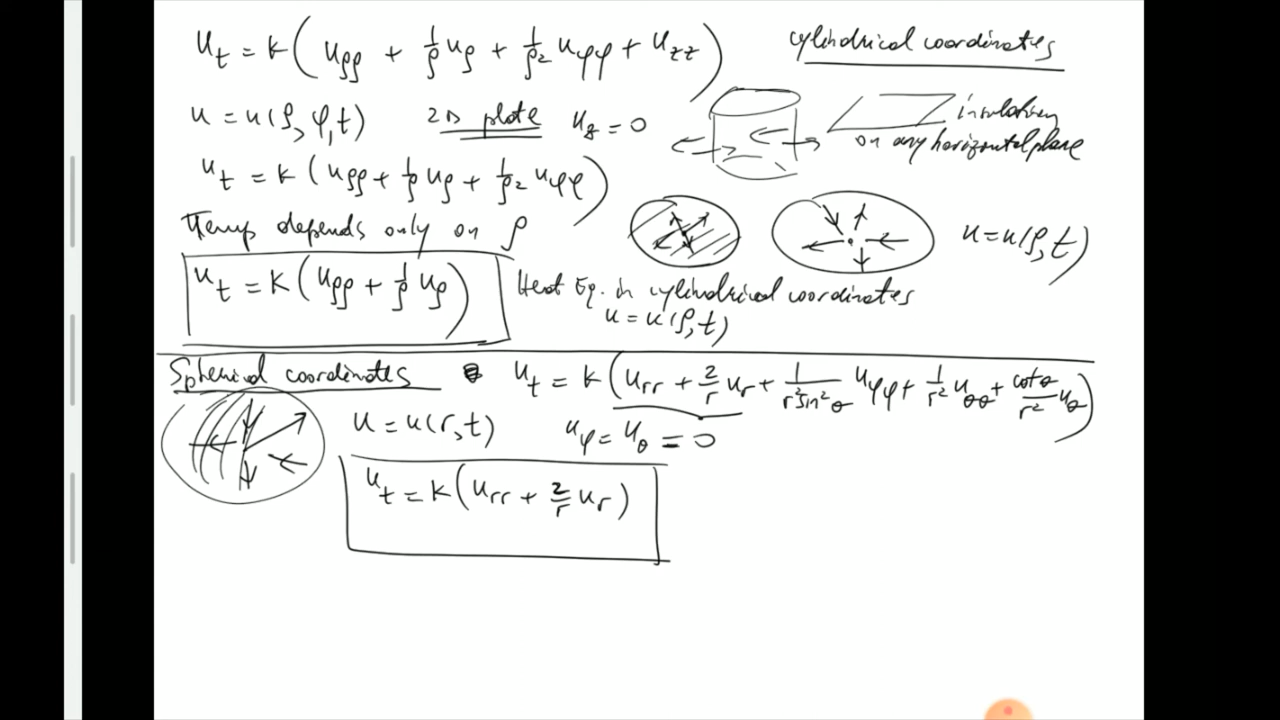 u_t = k ( u_ρρ + 1/ρ u_ρ + 1/ρ² u_φφ + u_zz ) cylindrical coordinates
u = u(ρ, φ, t) 2D plate u_z = 0 insulation
on any horizontal plane
u_t = k ( u_ρρ + 1/ρ u_ρ + 1/ρ² u_φφ )
temp depends only on ρ u = u(ρ, t)
u_t = k ( u_ρρ + 1/ρ u_ρ ) Heat Eq. in cylindrical coordinates
u = u(ρ, t)
Spherical coordinates u_t = k ( u_rr + 2/r u_r + 1/(r² sin² θ) u_φφ + 1/r² u_θθ + cot θ/r² u_θ )
u = u(r, t) u_φ = u_θ = 0
u_t = k ( u_rr + 2/r u_r )